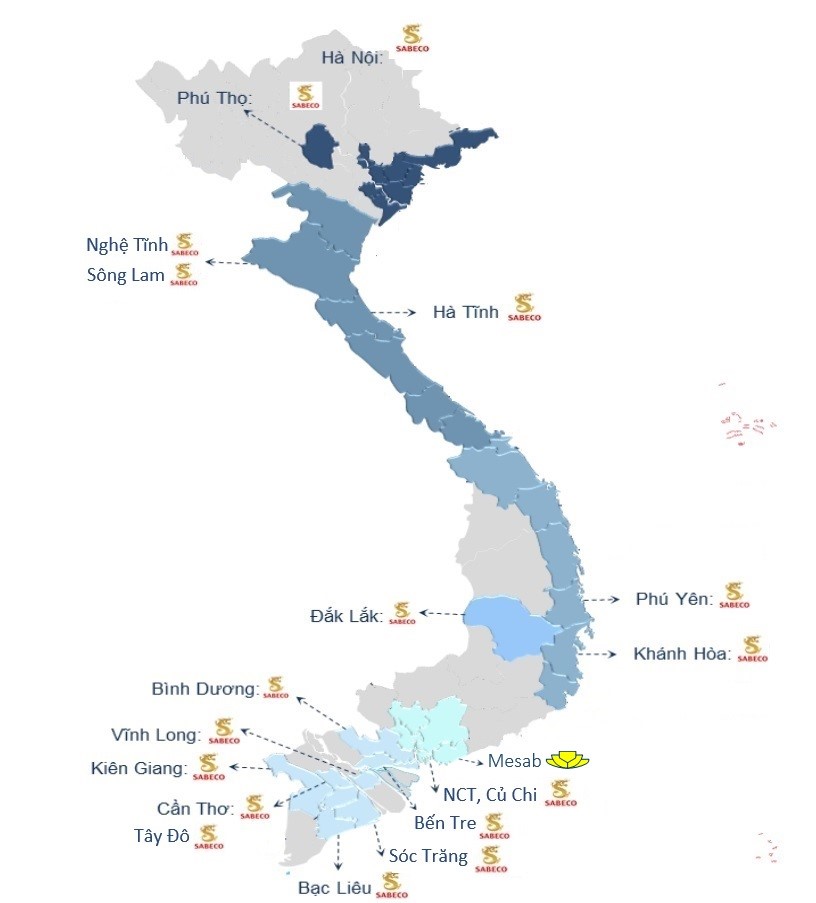 Hà Nội:
SABECO
Phú Thọ:
SABECO
Nghệ Tĩnh
SABECO
Sông Lam
SABECO
Hà Tĩnh
SABECO
Phú Yên:
SABECO
Đắk Lắk:
SABECO
Khánh Hòa:
SABECO
Bình Dương:
SABECO
Vĩnh Long:
SABECO
Mesab
Kiên Giang:
SABECO
NCT, Củ Chi
SABECO
Cần Thơ:
SABECO
Bến Tre
SABECO
Tây Đô
SABECO
Sóc Trăng
SABECO
Bạc Liêu
SABECO